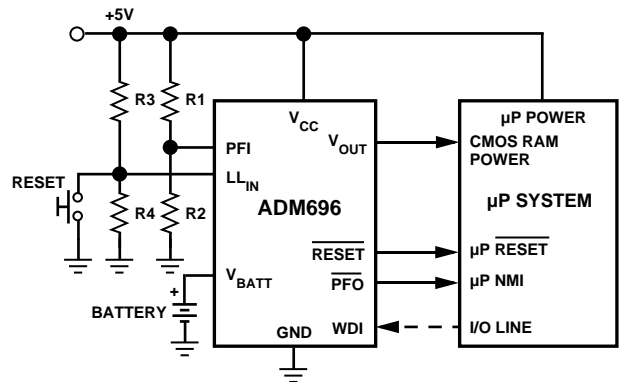 +5V
R3
R1
V_CC
V_OUT
PFI
LL_IN
RESET
R4
R2
ADM696
RESET
PFO
V_BATT
BATTERY
+
GND
WDI
µP POWER
CMOS RAM
POWER
µP SYSTEM
µP RESET
µP NMI
I/O LINE